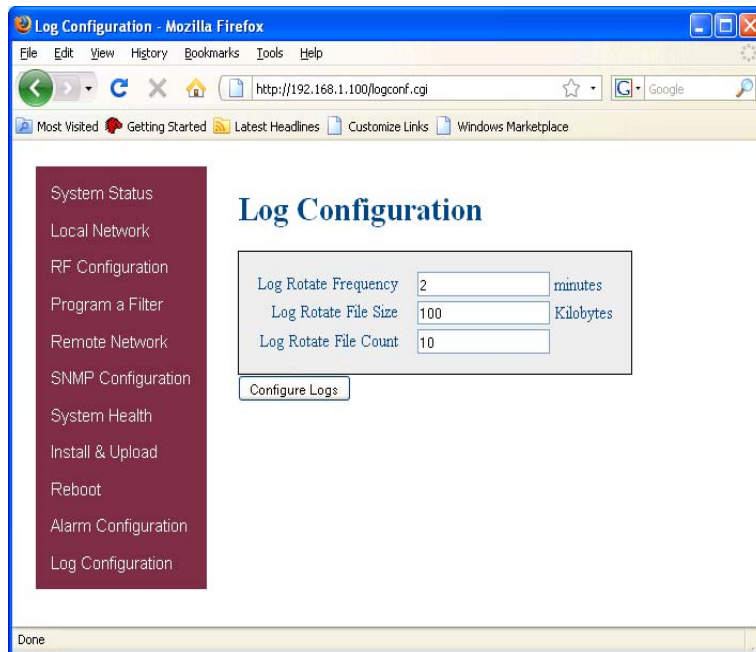 Log Configuration - Mozilla Firefox
File Edit View History Bookmarks Tools Help
http://192.168.1.100/logconf.cgi
G Google
Most Visited Getting Started Latest Headlines Customize Links Windows Marketplace
System Status
Local Network
RF Configuration
Program a Filter
Remote Network
SNMP Configuration
System Health
Install & Upload
Reboot
Alarm Configuration
Log Configuration
Log Configuration
Log Rotate Frequency 2 minutes
Log Rotate File Size 100 Kilobytes
Log Rotate File Count 10
Configure Logs
Done